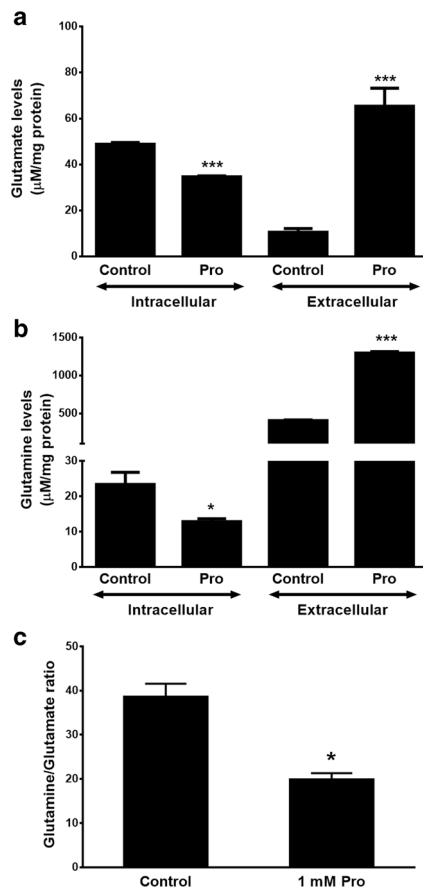 a
Glutamate levels
(µM/mg protein)
100
80
60
40
20
0
***
***
Control Pro Control Pro
Intracellular Extracellular
b
Glutamine levels
(µM/mg protein)
1500
1000
500
30
20
10
0
*
***
Control Pro Control Pro
Intracellular Extracellular
c
Glutamine/Glutamate ratio
50
40
30
20
10
0
*
Control 1 mM Pro